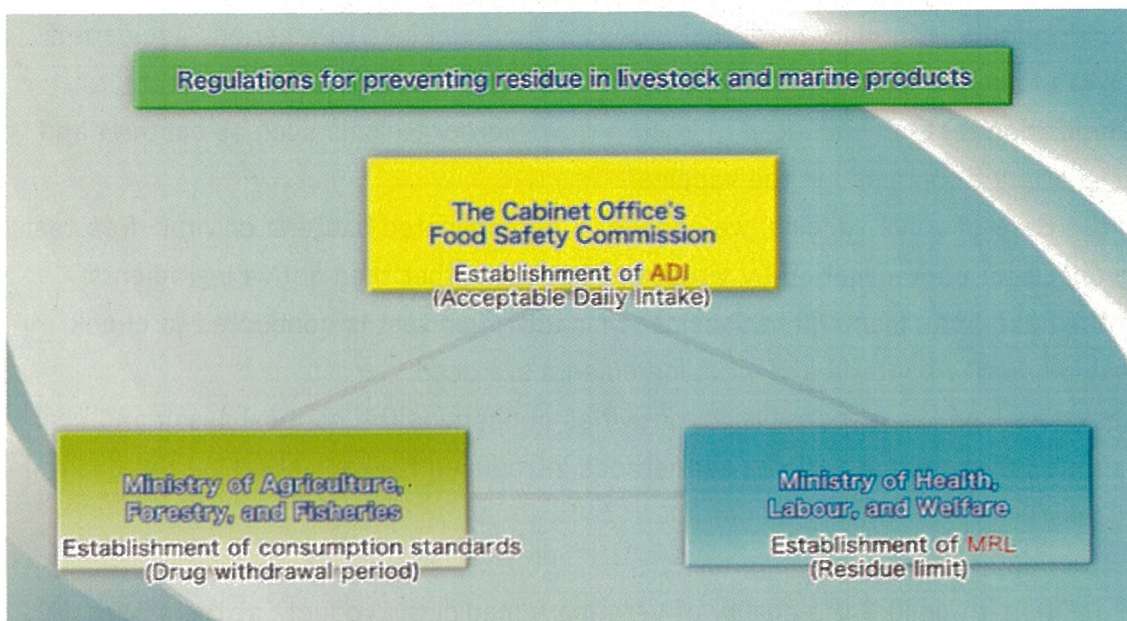 Regulations for preventing residue in livestock and marine products
The Cabinet Office's
Food Safety Commission
Establishment of ADI
(Acceptable Daily Intake)
Ministry of Agriculture,
Forestry, and Fisheries
Establishment of consumption standards
(Drug withdrawal period)
Ministry of Health,
Labour, and Welfare
Establishment of MRL
(Residue limit)